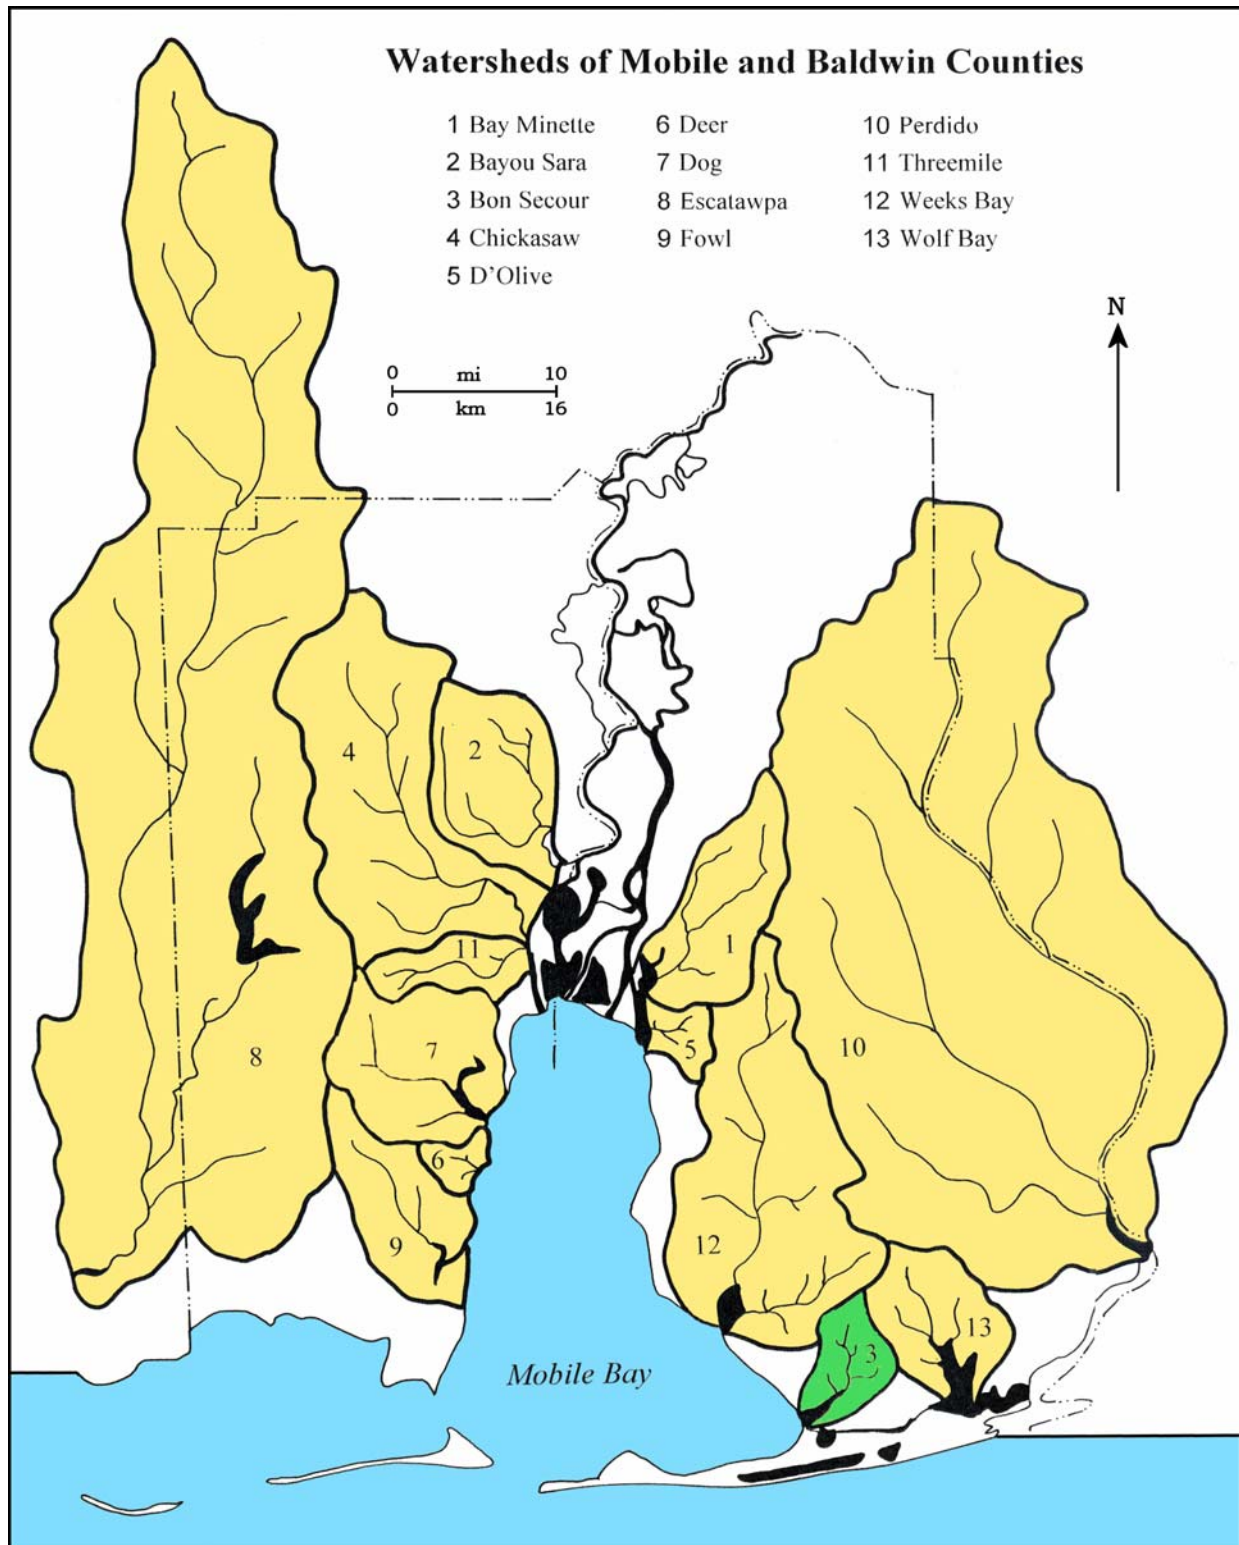 Watersheds of Mobile and Baldwin Counties
1 Bay Minette
2 Bayou Sara
3 Bon Secour
4 Chickasaw
5 D'Olive
6 Deer
7 Dog
8 Escatawpa
9 Fowl
10 Perdido
11 Threemile
12 Weeks Bay
13 Wolf Bay
N
0 mi 10
0 km 16
4
2
11
1
7
5
10
8
6
9
12
13
3
Mobile Bay